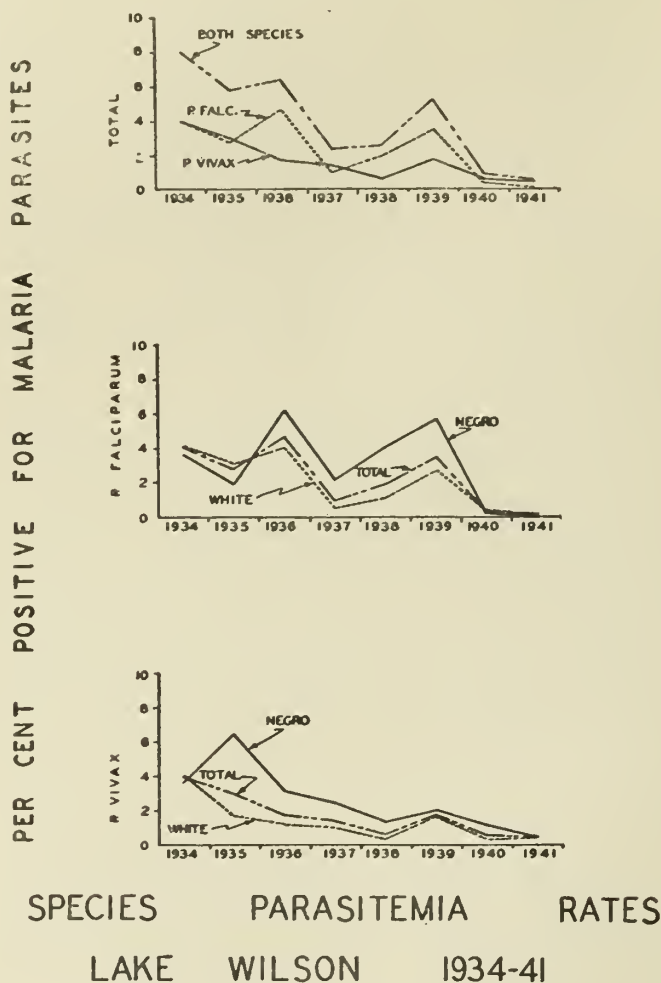 PER CENT POSITIVE FOR MALARIA PARASITES
TOTAL
10
8
6
4
2
0
BOTH SPECIES
P. FALC.
P. VIVAX
1934 1935 1936 1937 1938 1939 1940 1941
P. FALCIPARUM
10
8
6
4
2
0
NEGRO
TOTAL
WHITE
1934 1935 1936 1937 1938 1939 1940 1941
P. VIVAX
10
8
6
4
2
0
NEGRO
TOTAL
WHITE
1934 1935 1936 1937 1938 1939 1940 1941
SPECIES PARASITEMIA RATES
LAKE WILSON 1934-41